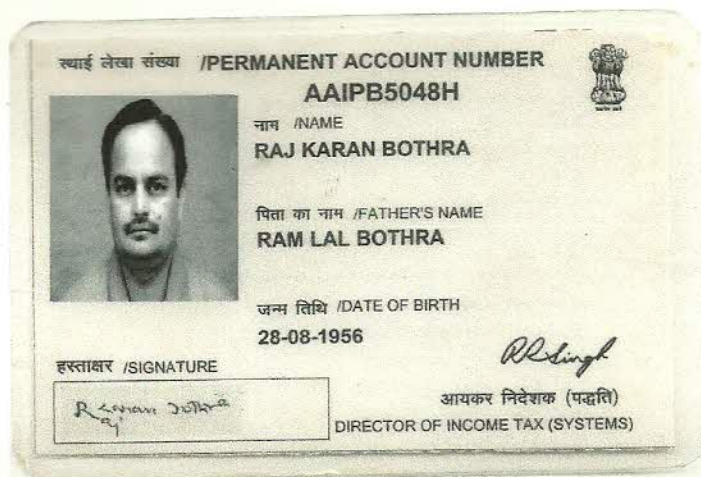 स्थाई लेखा संख्या /PERMANENT ACCOUNT NUMBER
AAIPB5048H
नाम /NAME
RAJ KARAN BOTHRA
पिता का नाम /FATHER'S NAME
RAM LAL BOTHRA
जन्म तिथि /DATE OF BIRTH
28-08-1956
हस्ताक्षर /SIGNATURE
RRSingh
आयकर निदेशक (पद्धति)
DIRECTOR OF INCOME TAX (SYSTEMS)